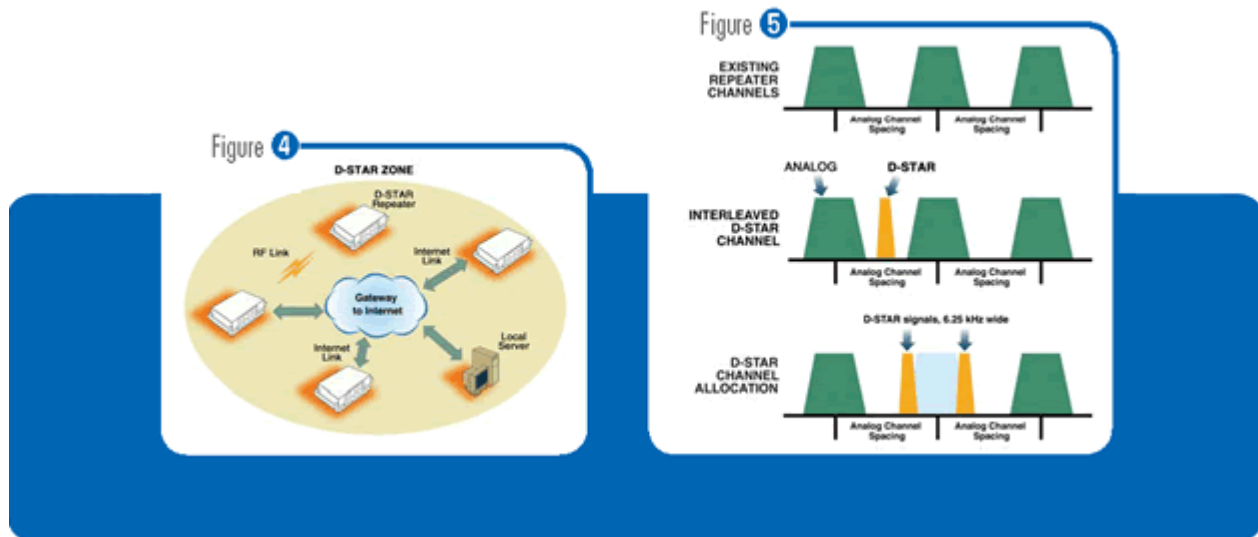 Figure 4
D-STAR ZONE
D-STAR
Repeater
RF Link
Internet
Link
Gateway
to Internet
Internet
Link
Local
Server
Figure 5
EXISTING
REPEATER
CHANNELS
Analog Channel
Spacing
Analog Channel
Spacing
ANALOG
D-STAR
INTERLEAVED
D-STAR
CHANNEL
Analog Channel
Spacing
Analog Channel
Spacing
D-STAR signals, 6.25 kHz wide
D-STAR
CHANNEL
ALLOCATION
Analog Channel
Spacing
Analog Channel
Spacing